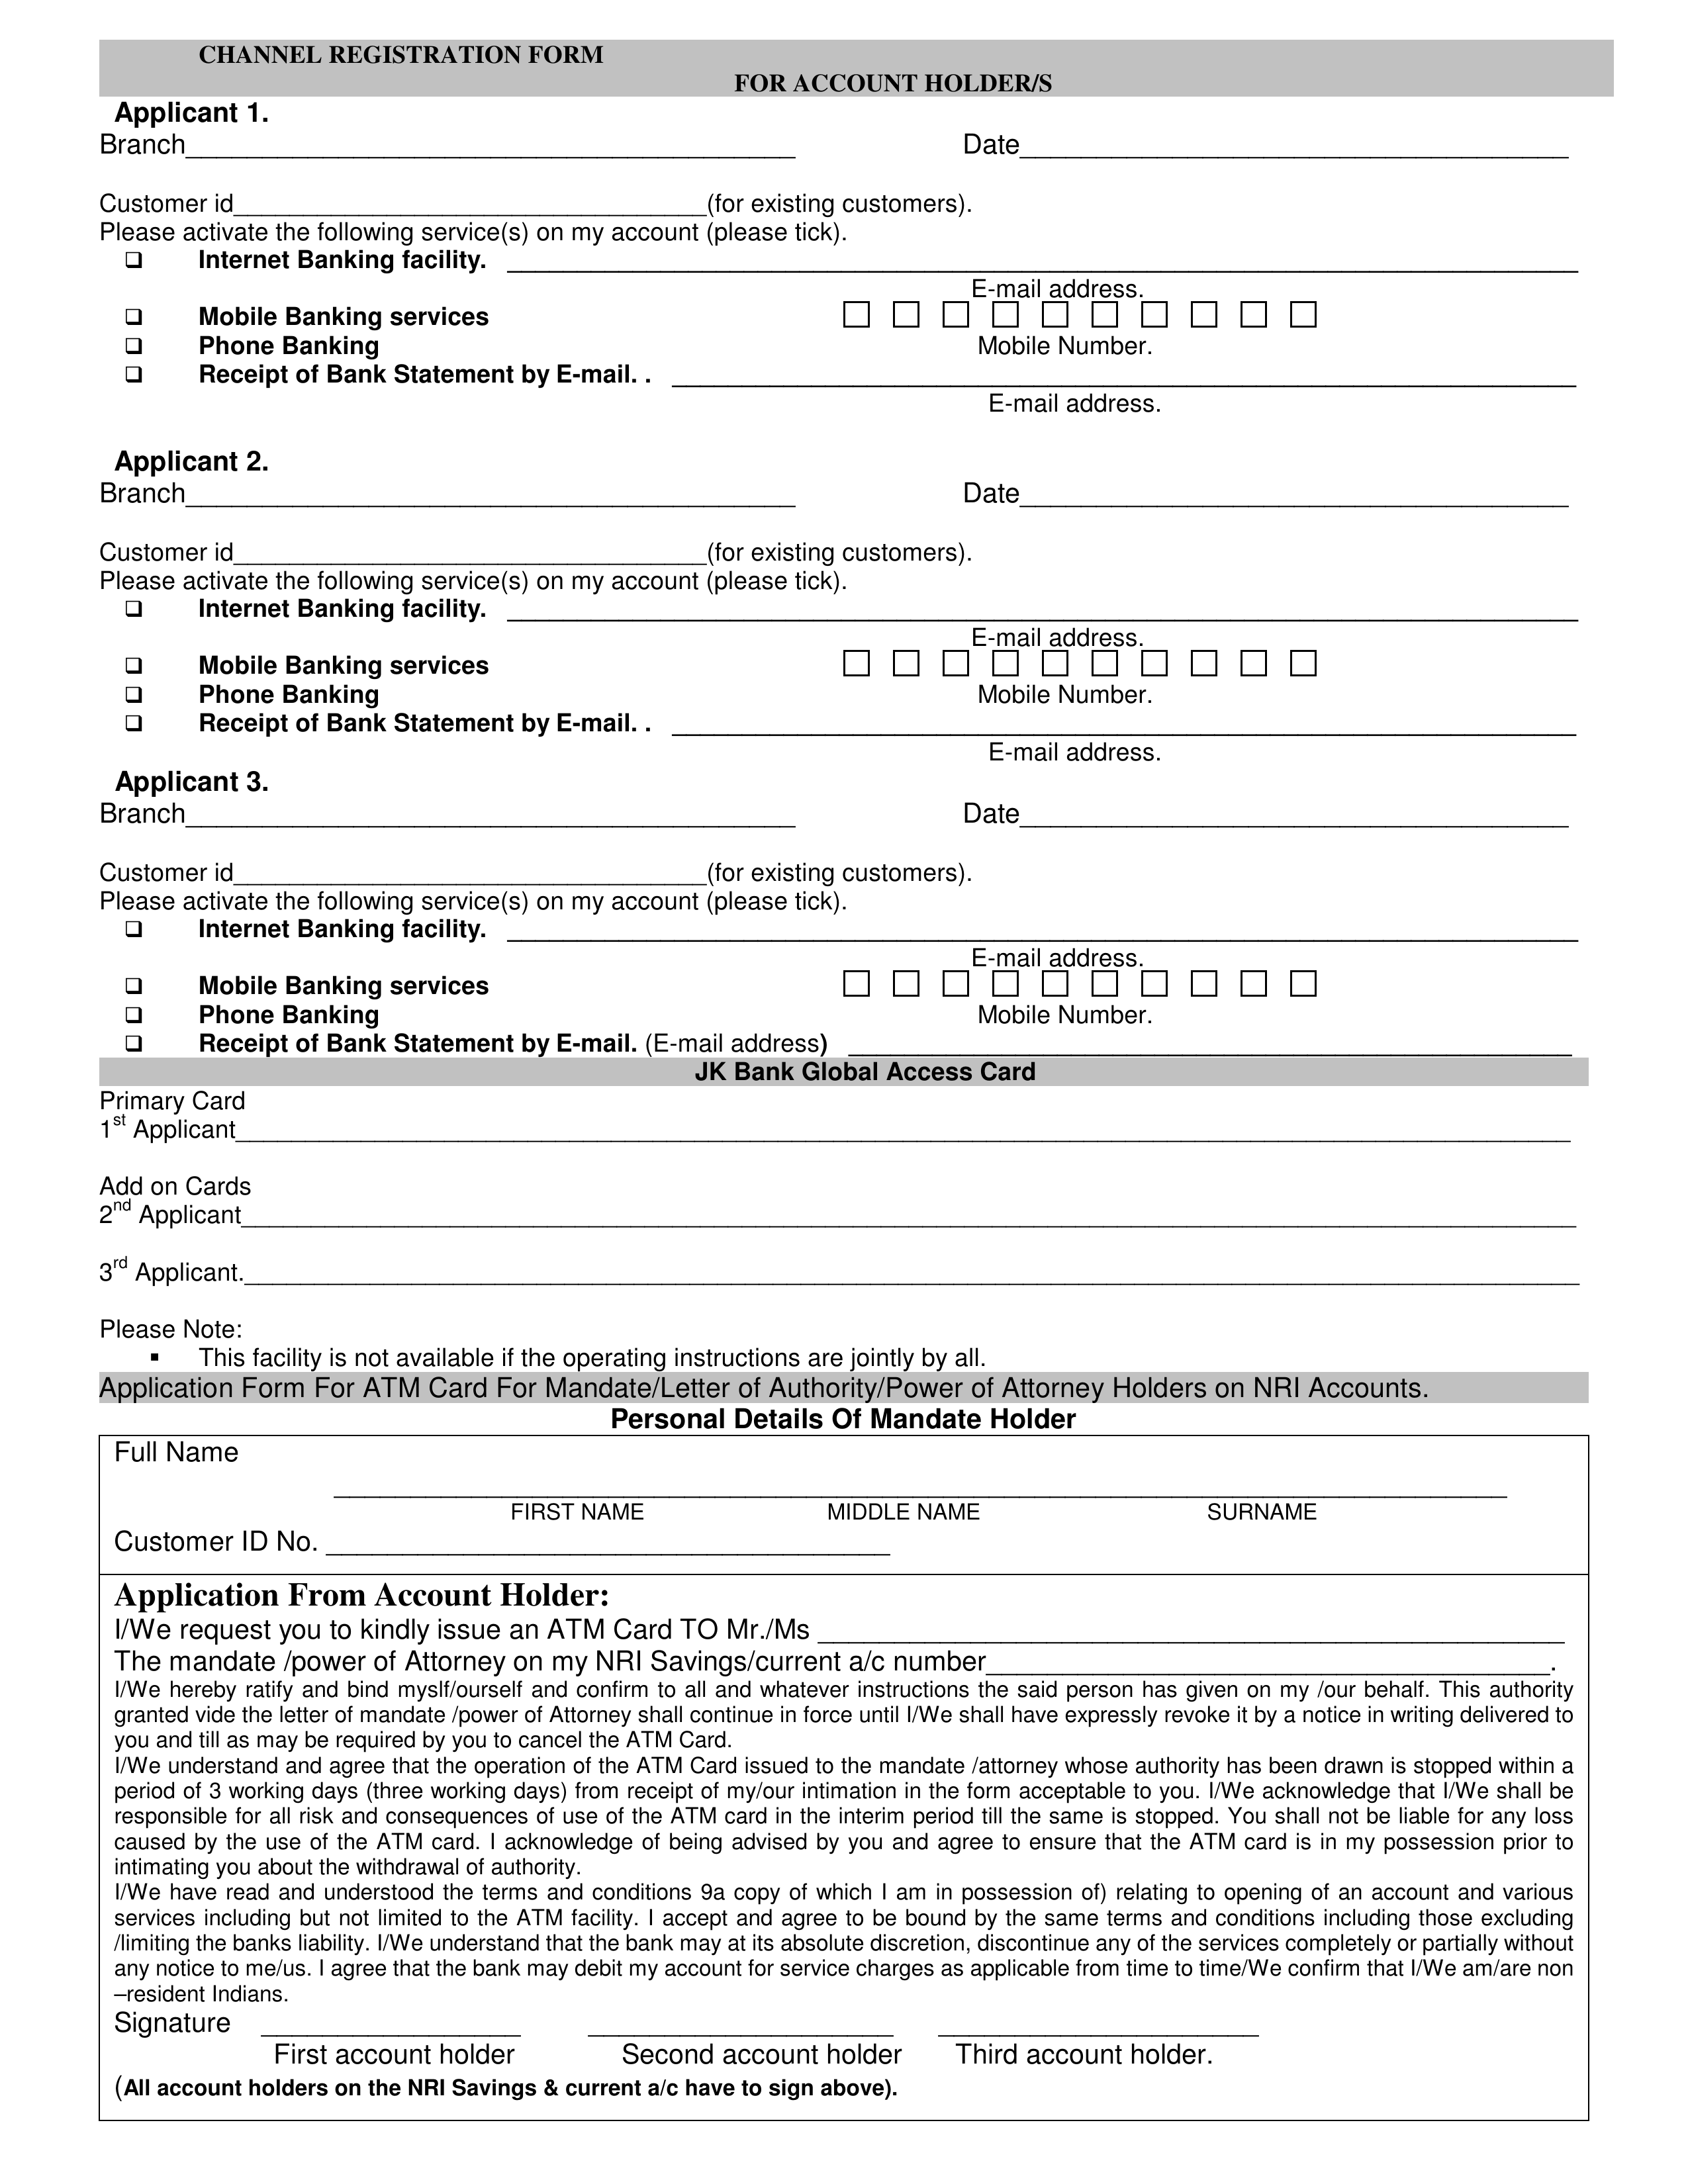 CHANNEL REGISTRATION FORM
FOR ACCOUNT HOLDER/S
Applicant 1.
Branch________________________________________ Date____________________________________
Customer id__________________________________(for existing customers).
Please activate the following service(s) on my account (please tick).
❑ Internet Banking facility. ______________________________________________________________
E-mail address.
❑ Mobile Banking services □ □ □ □ □ □ □ □ □ □
❑ Phone Banking Mobile Number.
❑ Receipt of Bank Statement by E-mail. . ____________________________________________________
E-mail address.
Applicant 2.
Branch________________________________________ Date____________________________________
Customer id__________________________________(for existing customers).
Please activate the following service(s) on my account (please tick).
❑ Internet Banking facility. ______________________________________________________________
E-mail address.
❑ Mobile Banking services □ □ □ □ □ □ □ □ □ □
❑ Phone Banking Mobile Number.
❑ Receipt of Bank Statement by E-mail. . ____________________________________________________
E-mail address.
Applicant 3.
Branch________________________________________ Date____________________________________
Customer id__________________________________(for existing customers).
Please activate the following service(s) on my account (please tick).
❑ Internet Banking facility. ______________________________________________________________
E-mail address.
❑ Mobile Banking services □ □ □ □ □ □ □ □ □ □
❑ Phone Banking Mobile Number.
❑ Receipt of Bank Statement by E-mail. (E-mail address) __________________________________________
JK Bank Global Access Card
Primary Card
1st Applicant______________________________________________________________
Add on Cards
2nd Applicant______________________________________________________________
3rd Applicant.______________________________________________________________
Please Note:
▪ This facility is not available if the operating instructions are jointly by all.
Application Form For ATM Card For Mandate/Letter of Authority/Power of Attorney Holders on NRI Accounts.
Personal Details Of Mandate Holder
Full Name
______________________________________________________________
FIRST NAME MIDDLE NAME SURNAME
Customer ID No. _____________________________________
Application From Account Holder:
I/We request you to kindly issue an ATM Card TO Mr./Ms _________________________________________________
The mandate /power of Attorney on my NRI Savings/current a/c number_____________________________________.
I/We hereby ratify and bind myslf/ourself and confirm to all and whatever instructions the said person has given on my /our behalf. This authority
granted vide the letter of mandate /power of Attorney shall continue in force until I/We shall have expressly revoke it by a notice in writing delivered to
you and till as may be required by you to cancel the ATM Card.
I/We understand and agree that the operation of the ATM Card issued to the mandate /attorney whose authority has been drawn is stopped within a
period of 3 working days (three working days) from receipt of my/our intimation in the form acceptable to you. I/We acknowledge that I/We shall be
responsible for all risk and consequences of use of the ATM card in the interim period till the same is stopped. You shall not be liable for any loss
caused by the use of the ATM card. I acknowledge of being advised by you and agree to ensure that the ATM card is in my possession prior to
intimating you about the withdrawal of authority.
I/We have read and understood the terms and conditions 9a copy of which I am in possession of) relating to opening of an account and various
services including but not limited to the ATM facility. I accept and agree to be bound by the same terms and conditions including those excluding
/limiting the banks liability. I/We understand that the bank may at its absolute discretion, discontinue any of the services completely or partially without
any notice to me/us. I agree that the bank may debit my account for service charges as applicable from time to time/We confirm that I/We am/are non
–resident Indians.
Signature _________________ ____________________ _____________________
First account holder Second account holder Third account holder.
(All account holders on the NRI Savings & current a/c have to sign above).